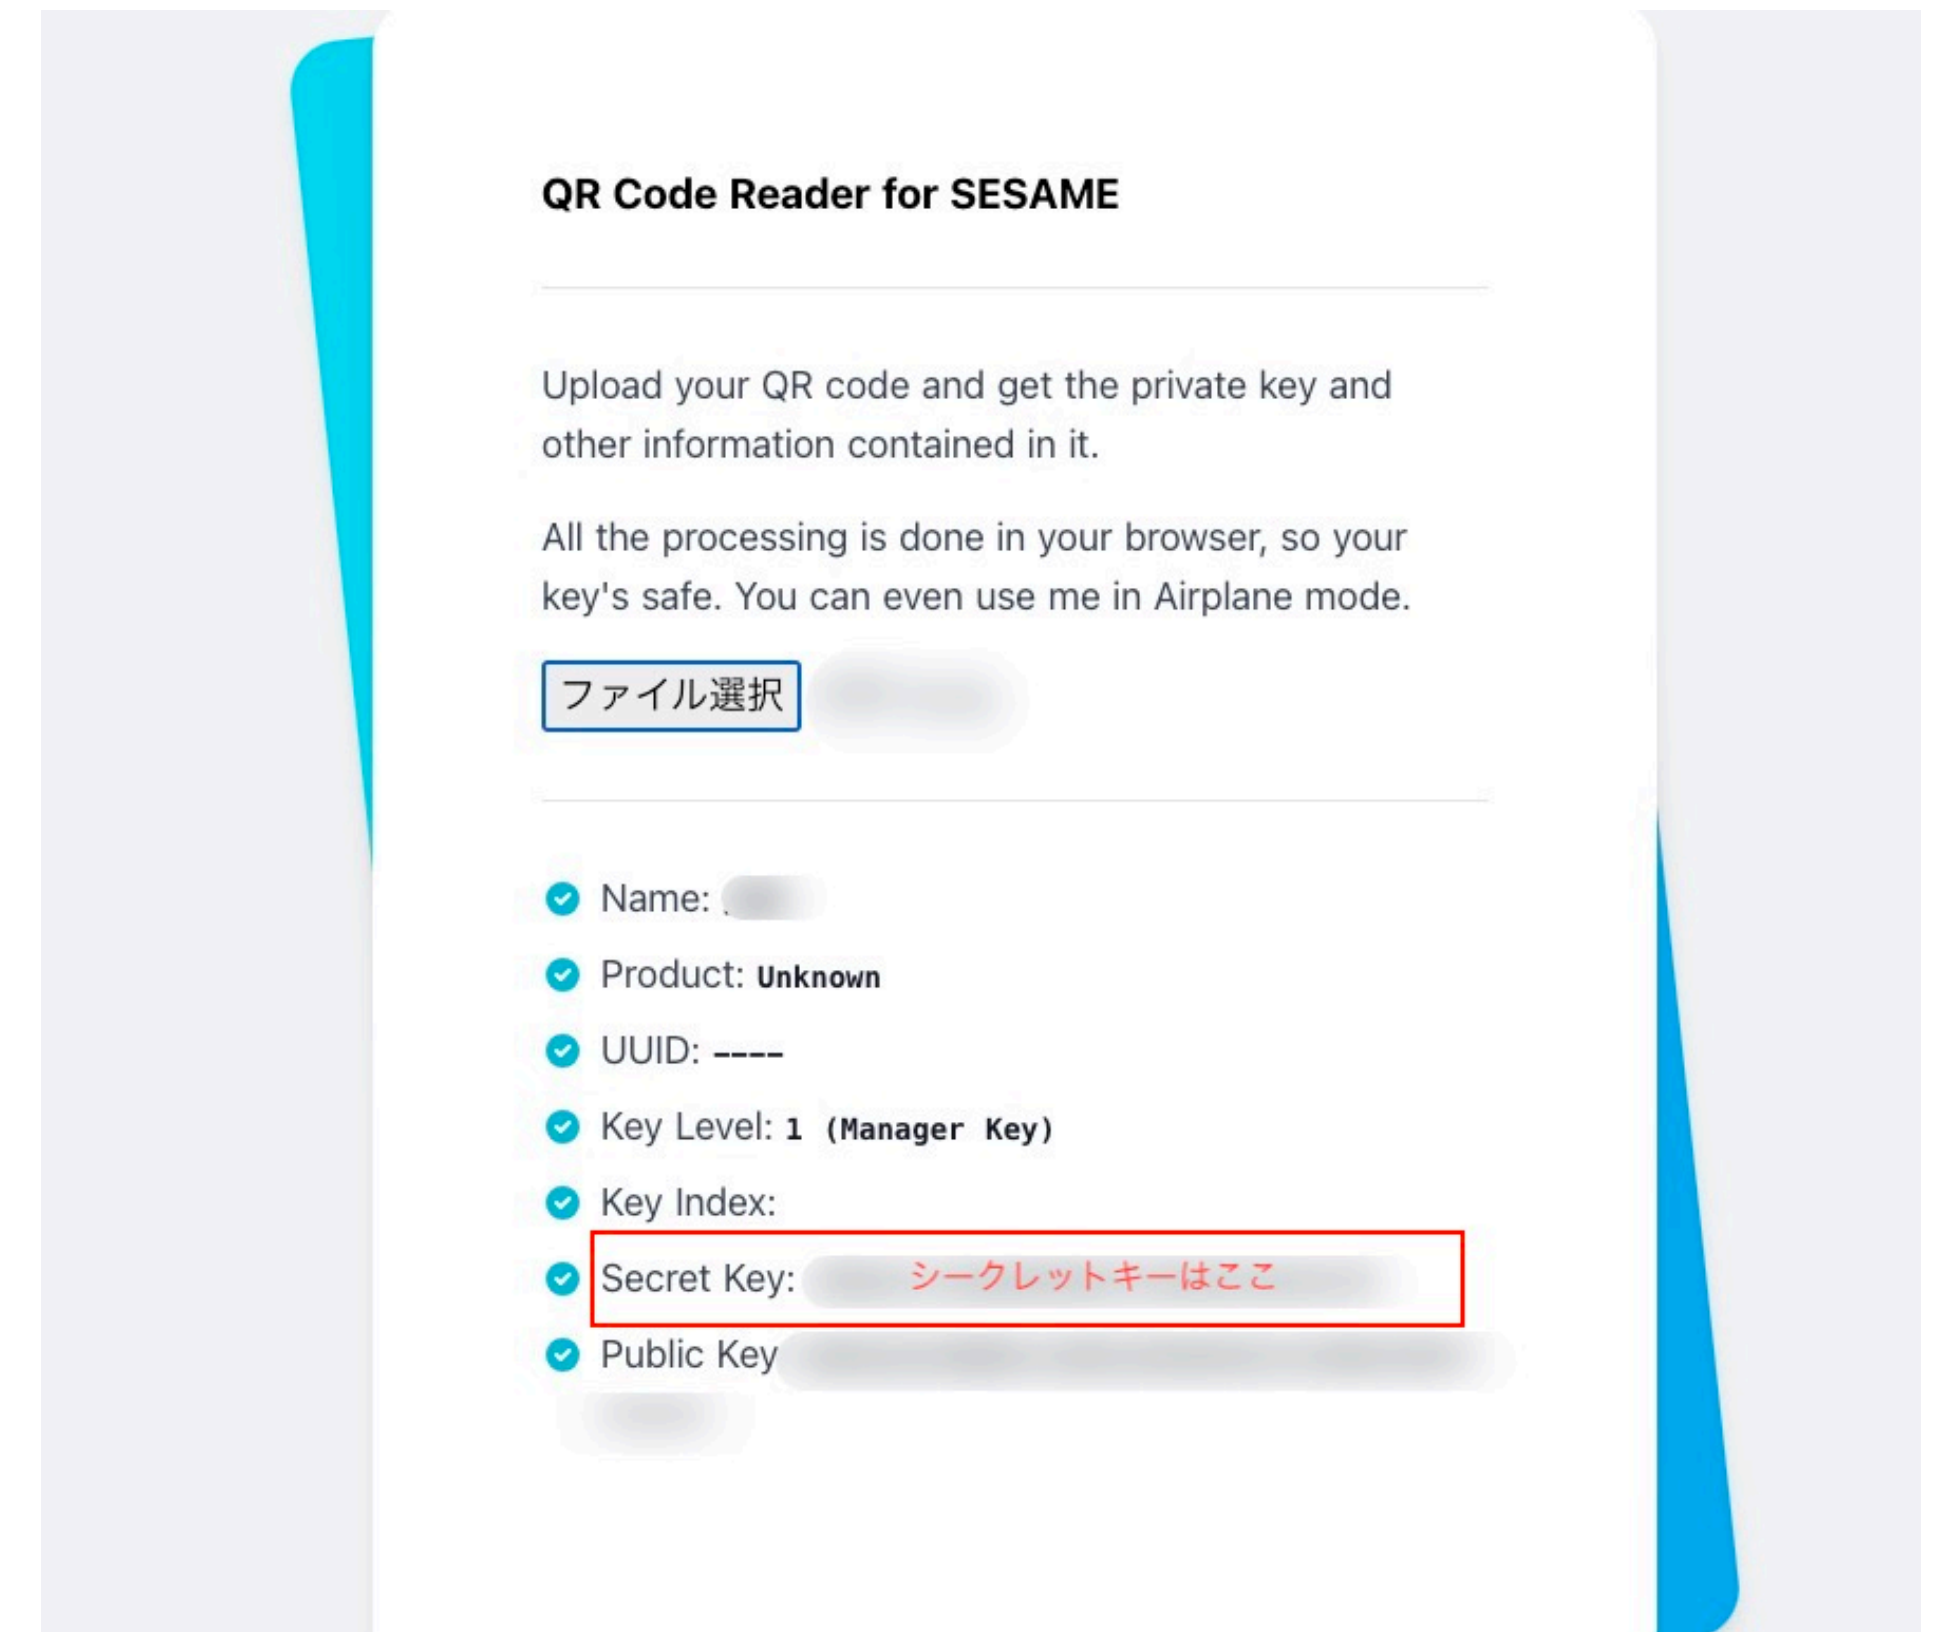 QR Code Reader for SESAME
Upload your QR code and get the private key and
other information contained in it.
All the processing is done in your browser, so your
key's safe. You can even use me in Airplane mode.
ファイル選択
Name:
Product: Unknown
UUID: ----
Key Level: 1 (Manager Key)
Key Index:
Secret Key: シークレットキーはここ
Public Key